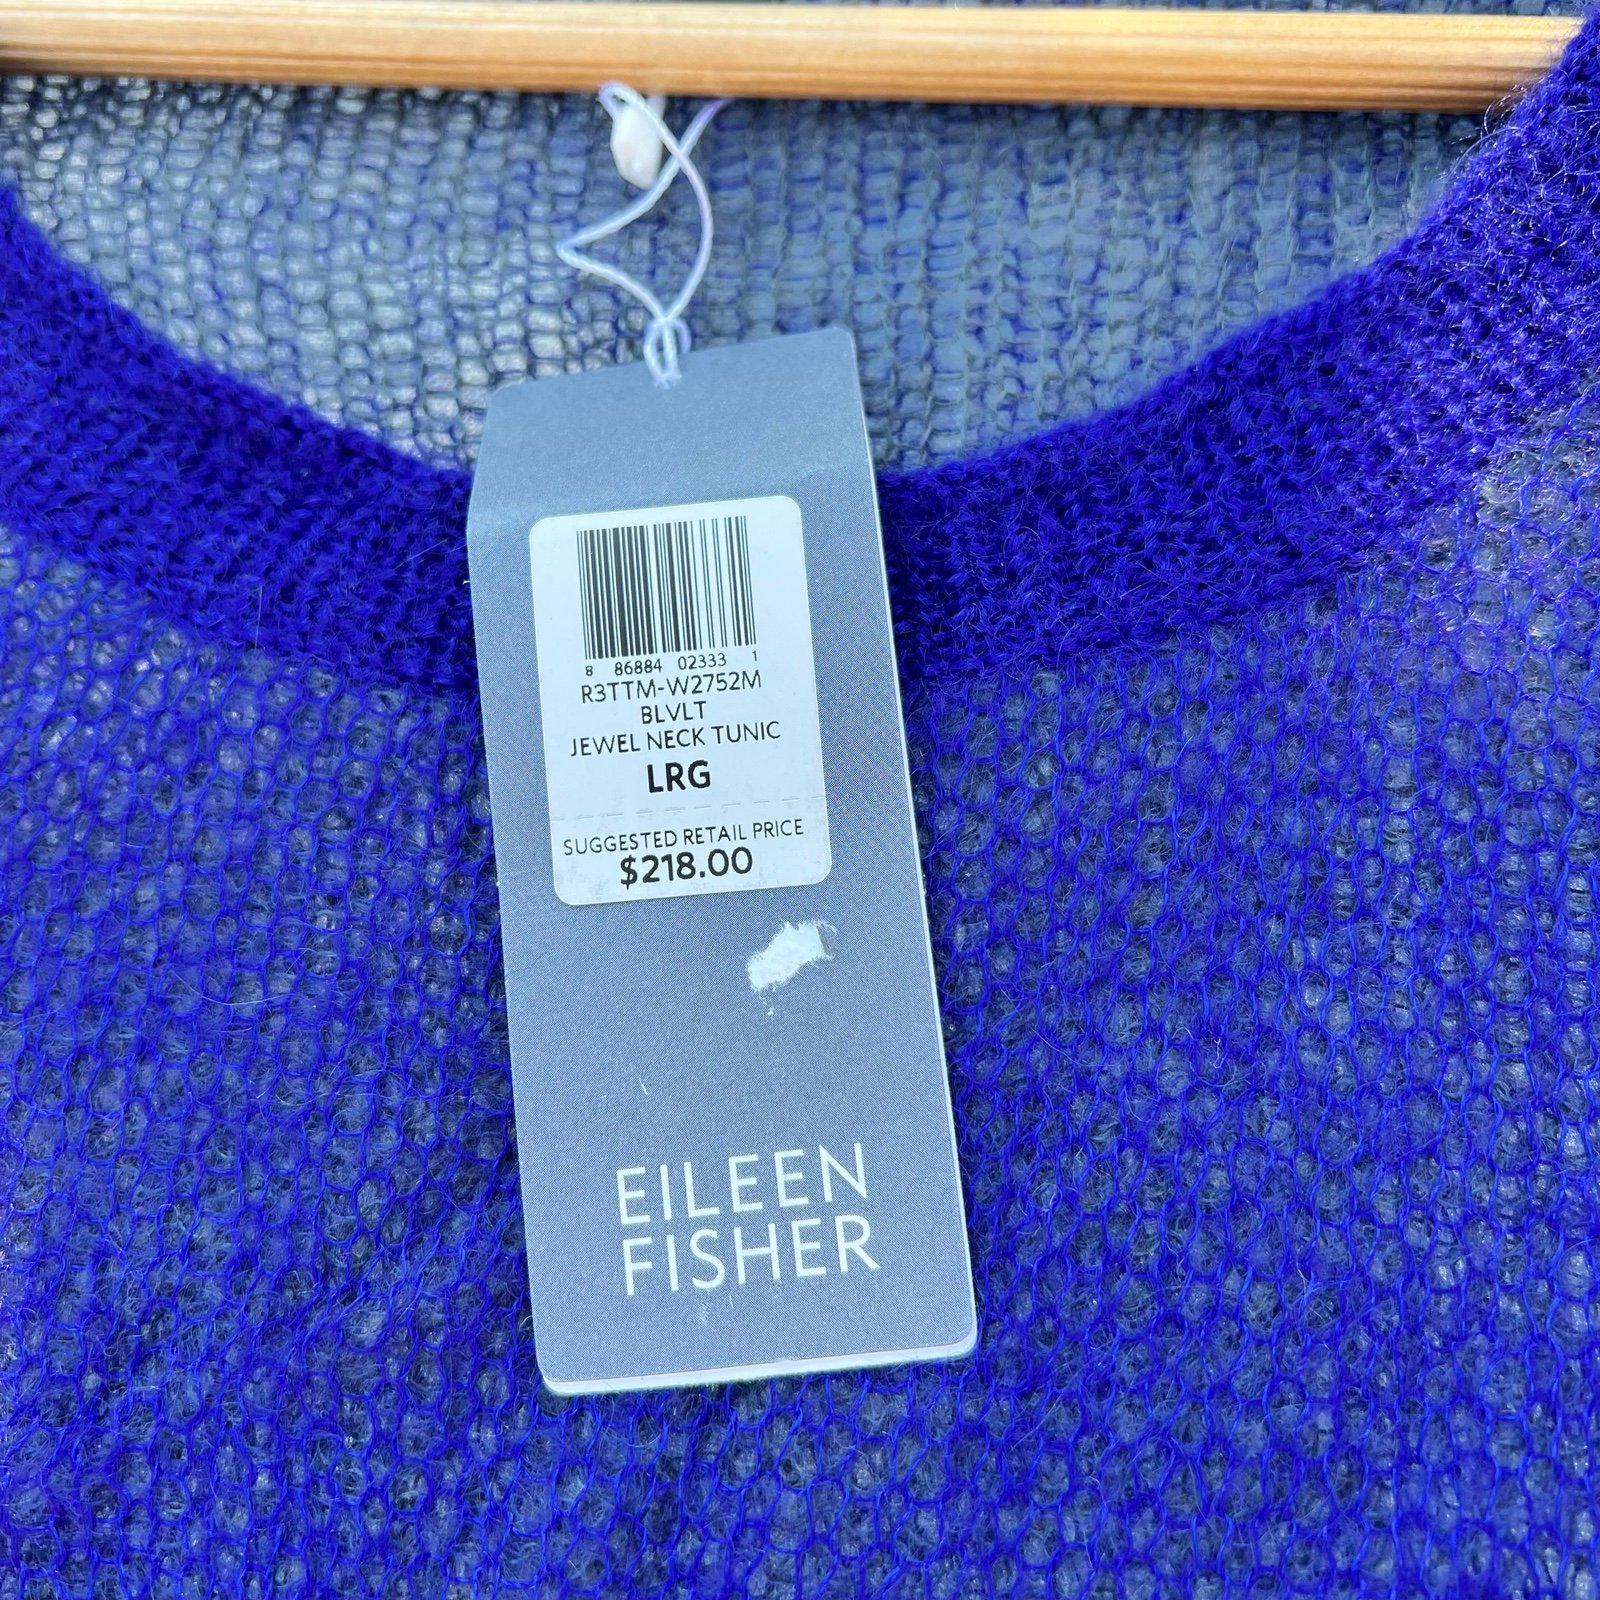 8 86884 02333 1
R3TTM-W2752M
BLVLT
JEWEL NECK TUNIC
LRG
SUGGESTED RETAIL PRICE
$218.00
EILEEN
FISHER